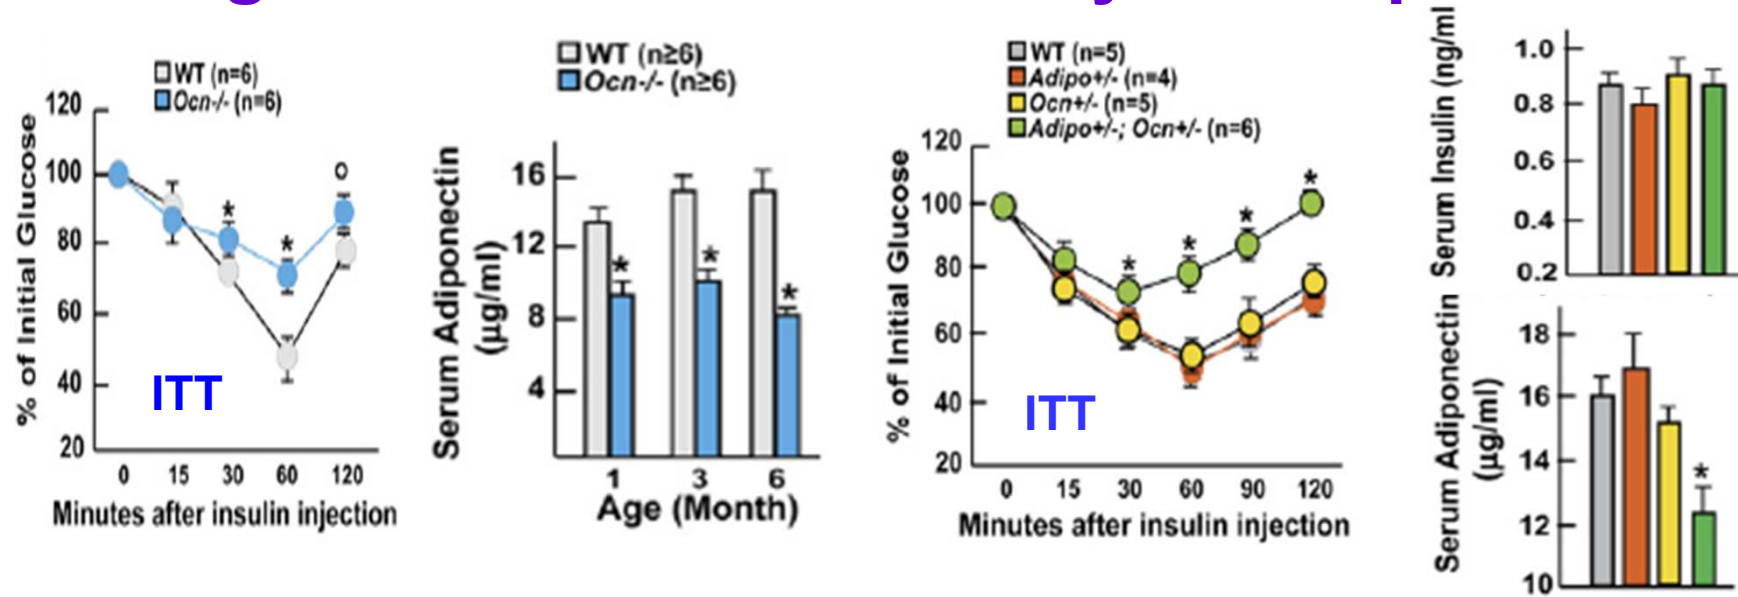 WT (n=6)
Ocn-/- (n=6)
% of Initial Glucose
120
100
80
60
40
20
o
*
*
ITT
0 15 30 60 120
Minutes after insulin injection
WT (n≥6)
Ocn-/- (n≥6)
Serum Adiponectin
(µg/ml)
16
12
8
4
*
*
*
1 3 6
Age (Month)
WT (n=5)
Adipo+/- (n=4)
Ocn+/- (n=5)
Adipo+/-; Ocn+/- (n=6)
% of Initial Glucose
120
100
80
60
40
20
*
*
*
*
ITT
0 15 30 60 90 120
Minutes after insulin injection
Serum Insulin (ng/ml
1.0
0.8
0.6
0.4
0.2
Serum Adiponectin
(µg/ml)
18
16
14
12
10
*